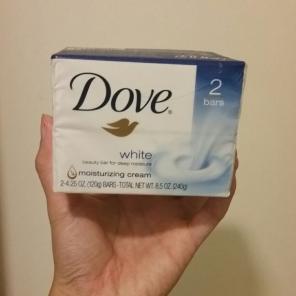 Dove
2
bars
white
beauty bar for deep moisture
moisturizing cream
2-4.25 OZ. (120g) BARS-TOTAL NET WT. 8.5 OZ. (240g)